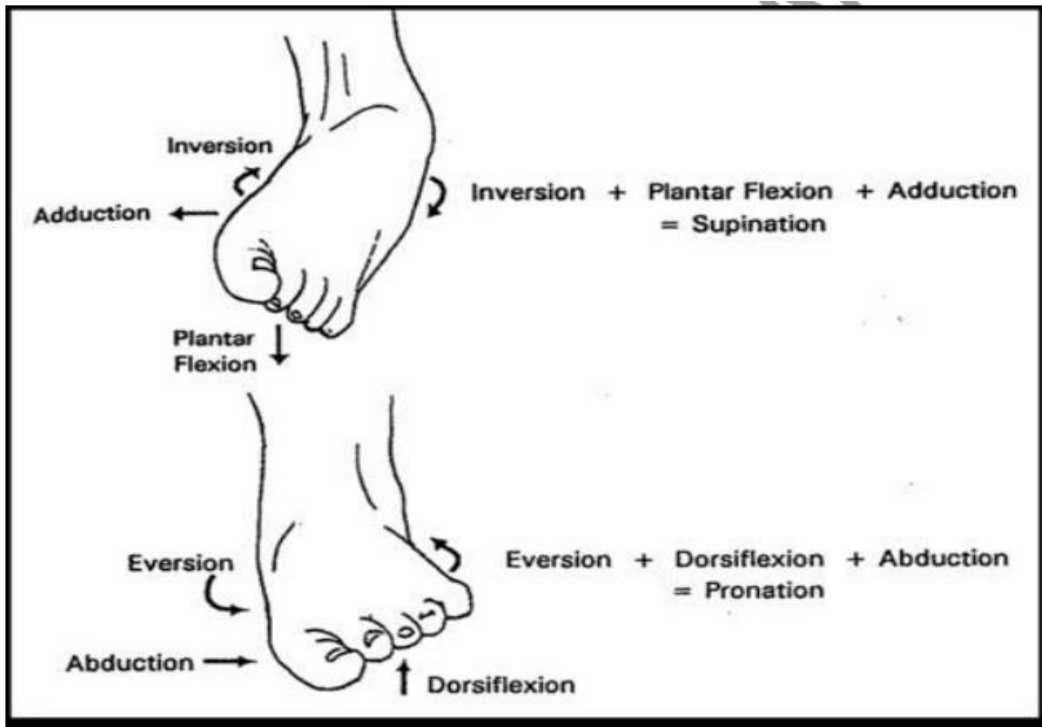 Inversion
Adduction
Inversion + Plantar Flexion + Adduction
= Supination
Plantar
Flexion
Eversion
Eversion + Dorsiflexion + Abduction
= Pronation
Abduction
Dorsiflexion